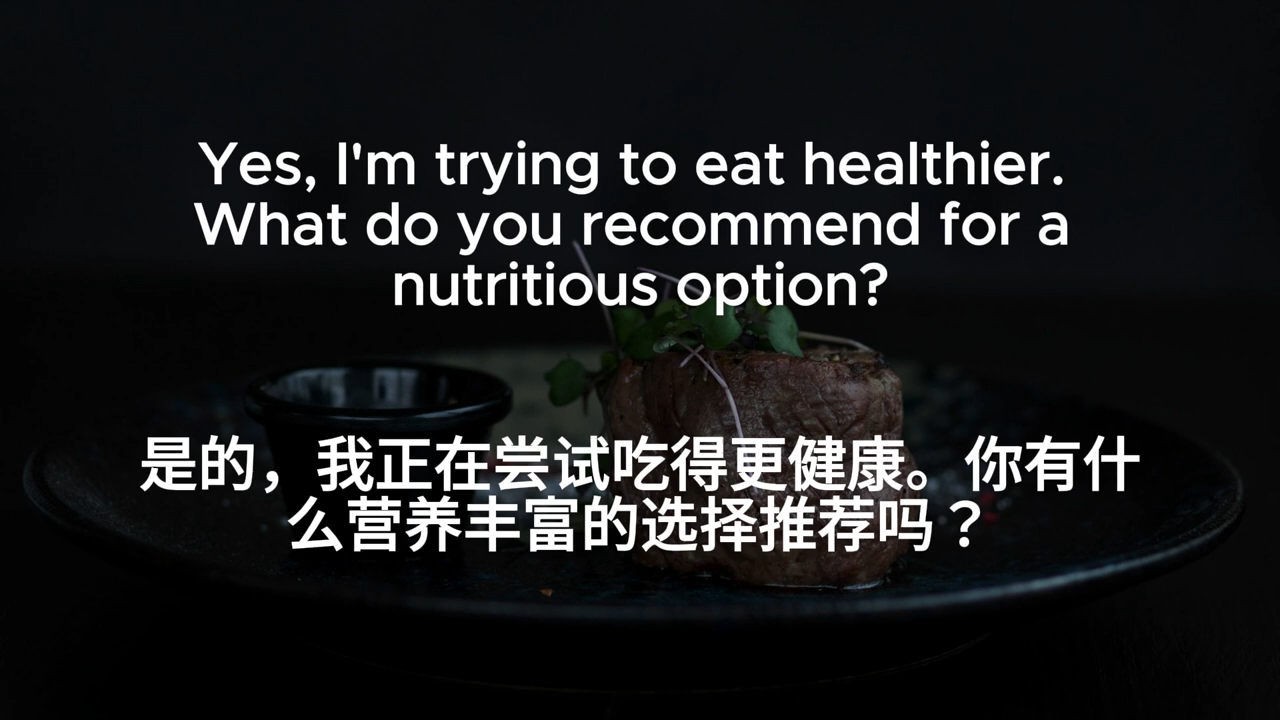 Yes, I'm trying to eat healthier.
What do you recommend for a
nutritious option?
是的，我正在尝试吃得更健康。你有什
么营养丰富的选择推荐吗？